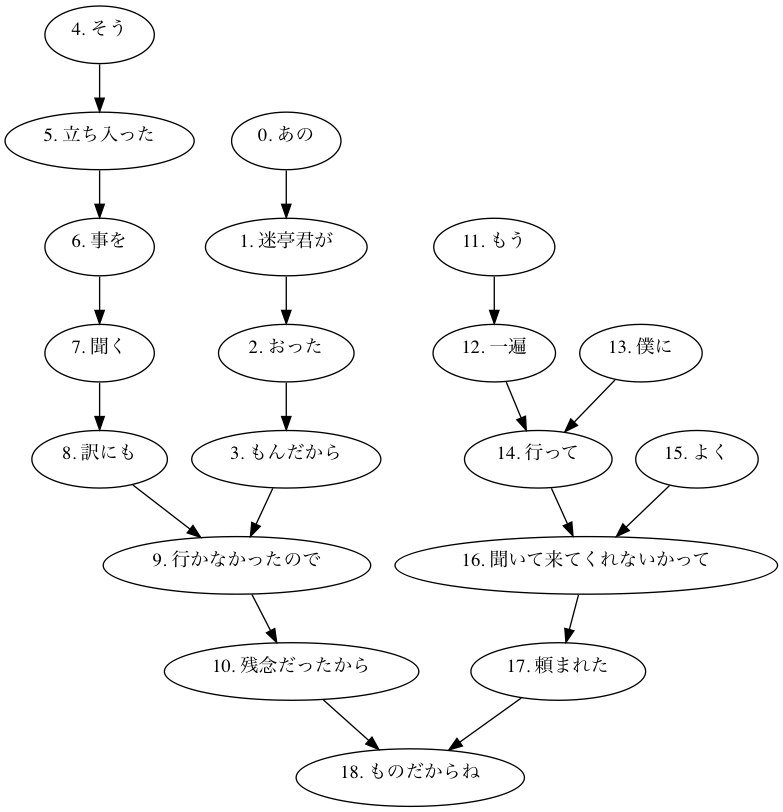 4. そう
5. 立ち入った
0. あの
6. 事を
1. 迷亭君が
11. もう
7. 聞く
2. おった
12. 一遍
13. 僕に
8. 訳にも
3. もんだから
14. 行って
15. よく
9. 行かなかったので
16. 聞いて来てくれないかって
10. 残念だったから
17. 頼まれた
18. ものだからね